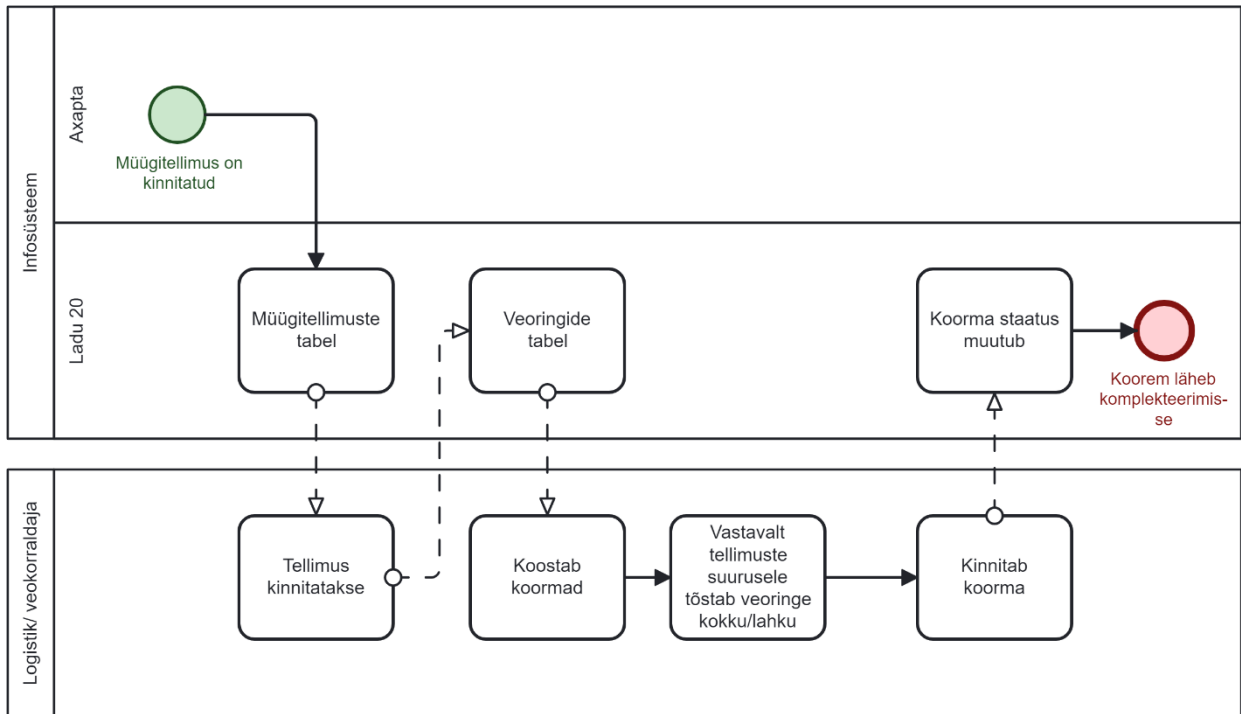 Infosüsteem
Axapta
Müügitellimus on
kinnitatud
Ladu 20
Müügitellimuste
tabel
Veoringide
tabel
Koorma staatus
muutub
Koorem läheb
komplekteerimis-
se
Logistik/ veokorraldaja
Tellimus
kinnitatakse
Koostab
koormad
Vastavalt
tellimuste
suurusele
tõstab veoringe
kokku/lahku
Kinnitab
koorma